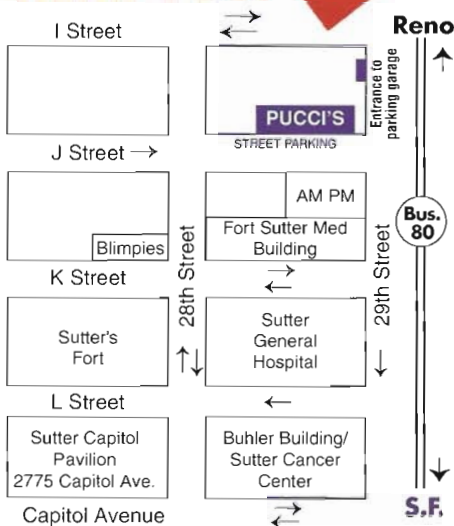 I Street
Reno
Entrance to
parking garage
PUCCI'S
STREET PARKING
J Street
AM PM
Bus.
80
Fort Sutter Med
Building
Blimpies
K Street
28th Street
29th Street
Sutter's
Fort
Sutter
General
Hospital
L Street
Sutter Capitol
Pavilion
2775 Capitol Ave.
Buhler Building/
Sutter Cancer
Center
Capitol Avenue
S.F.